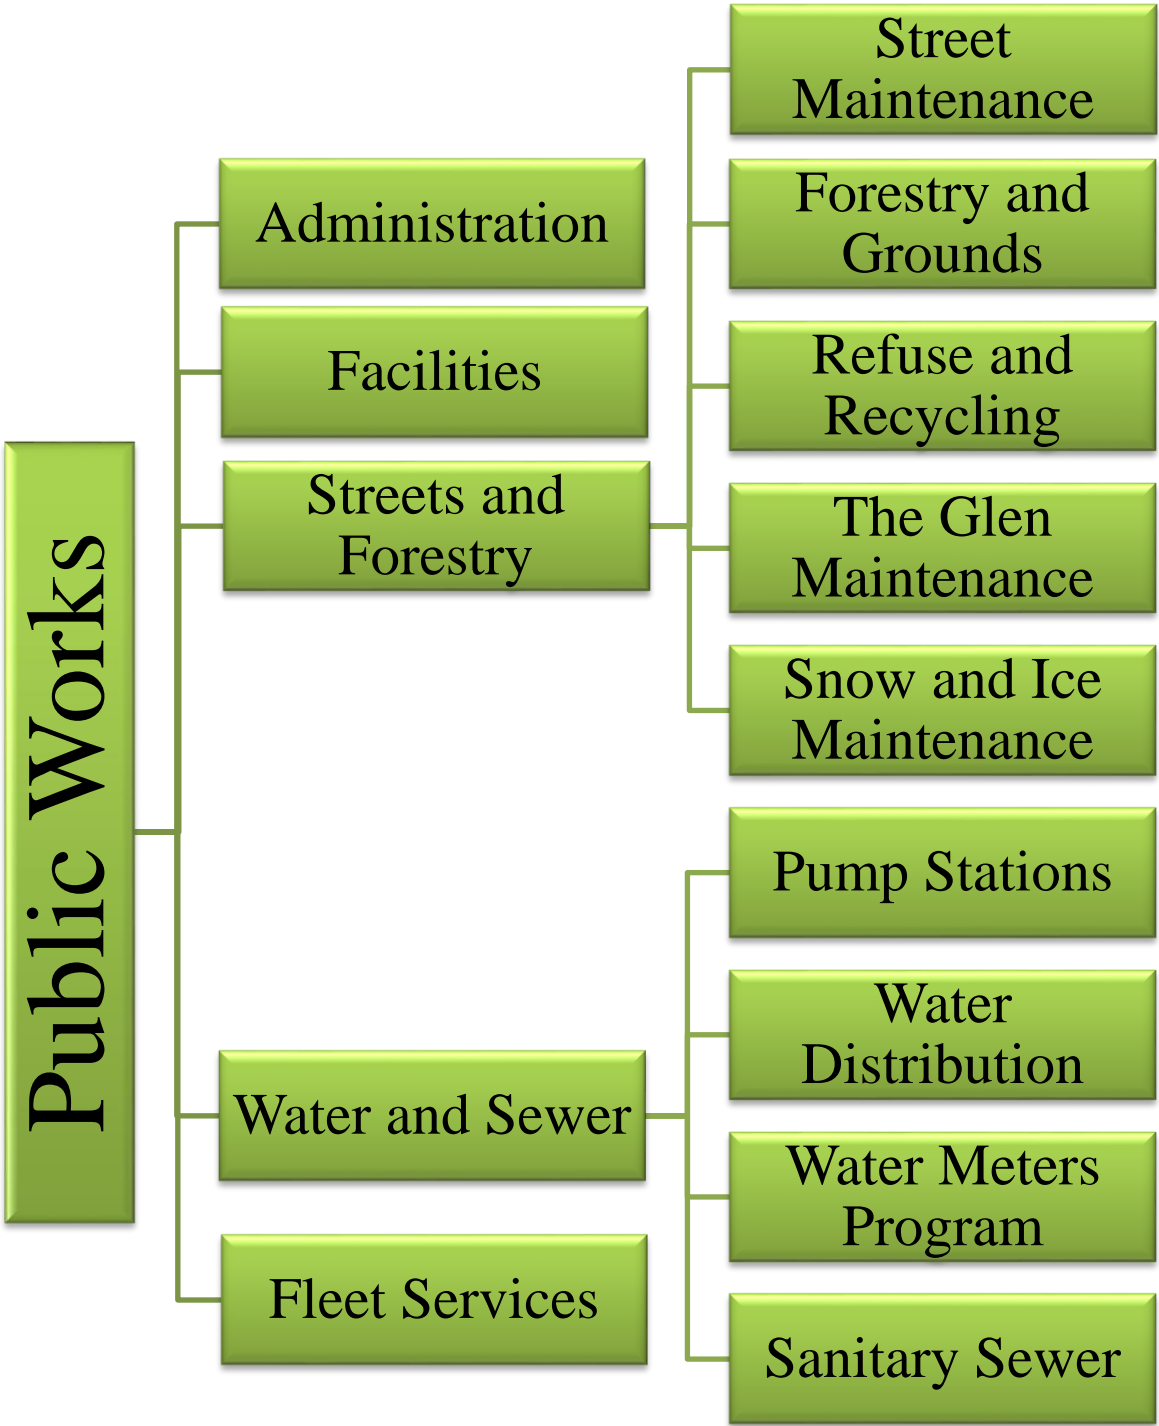 Public Works
Administration
Facilities
Streets and
Forestry
Water and Sewer
Fleet Services
Street
Maintenance
Forestry and
Grounds
Refuse and
Recycling
The Glen
Maintenance
Snow and Ice
Maintenance
Pump Stations
Water
Distribution
Water Meters
Program
Sanitary Sewer